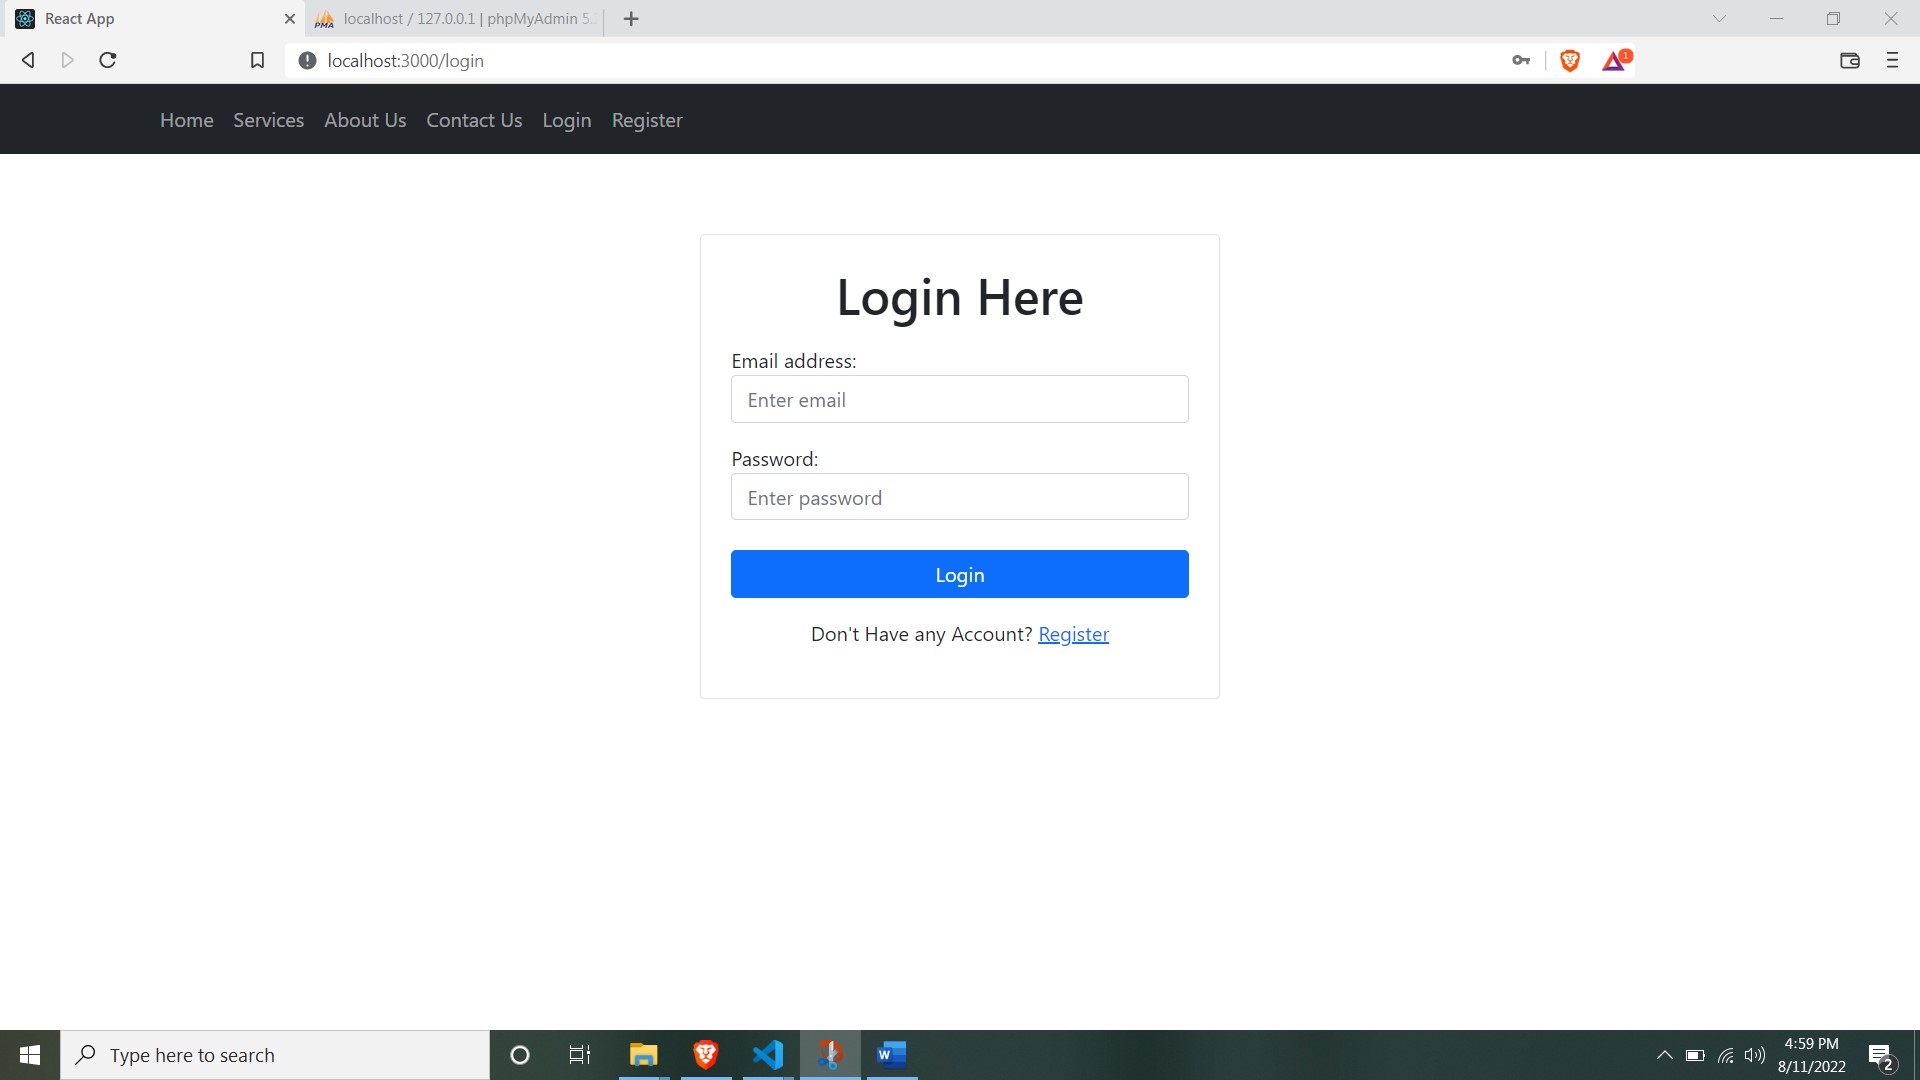 React App
localhost / 127.0.0.1 | phpMyAdmin 5.
localhost:3000/login
1
Home Services About Us Contact Us Login Register
Login Here
Email address:
Enter email
Password:
Enter password
Login
Don't Have any Account? Register
Type here to search
4:59 PM
8/11/2022
2